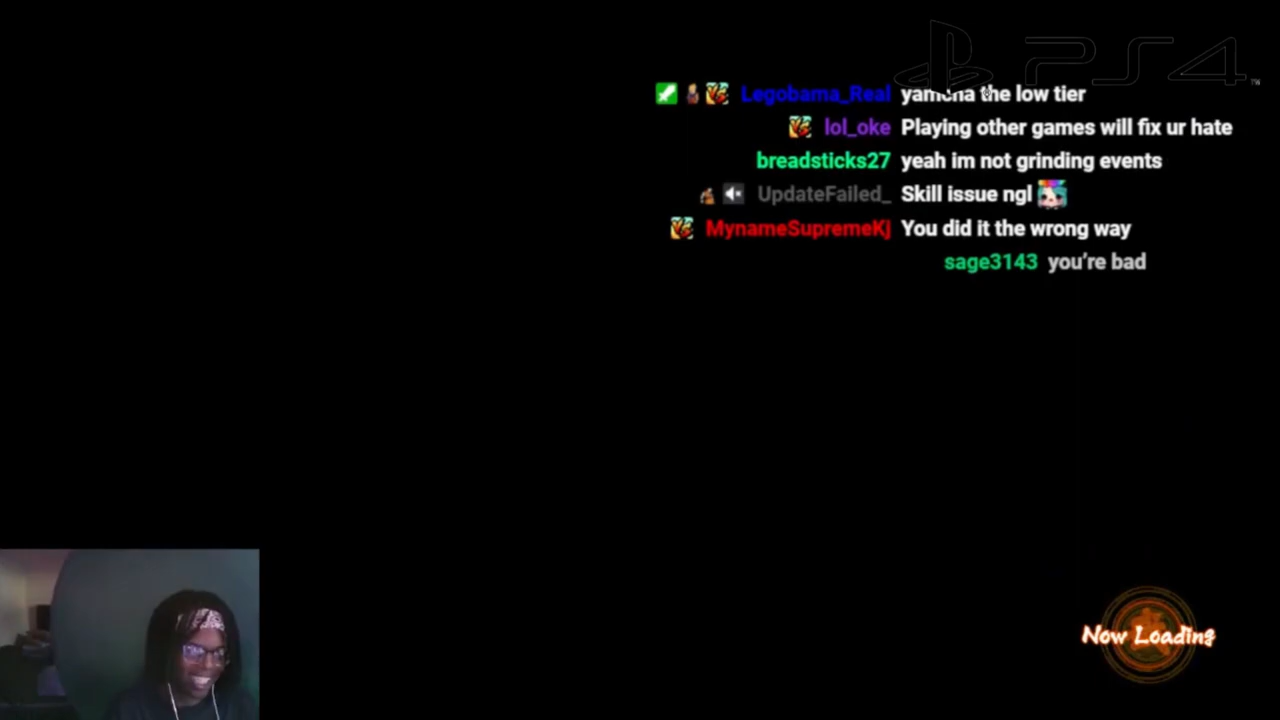 PS4™
Legobama_Real yamcha the low tier
lol_oke Playing other games will fix ur hate
breadsticks27 yeah im not grinding events
UpdateFailed_ Skill issue ngl
MynameSupremeKj You did it the wrong way
sage3143 you’re bad
Now Loading